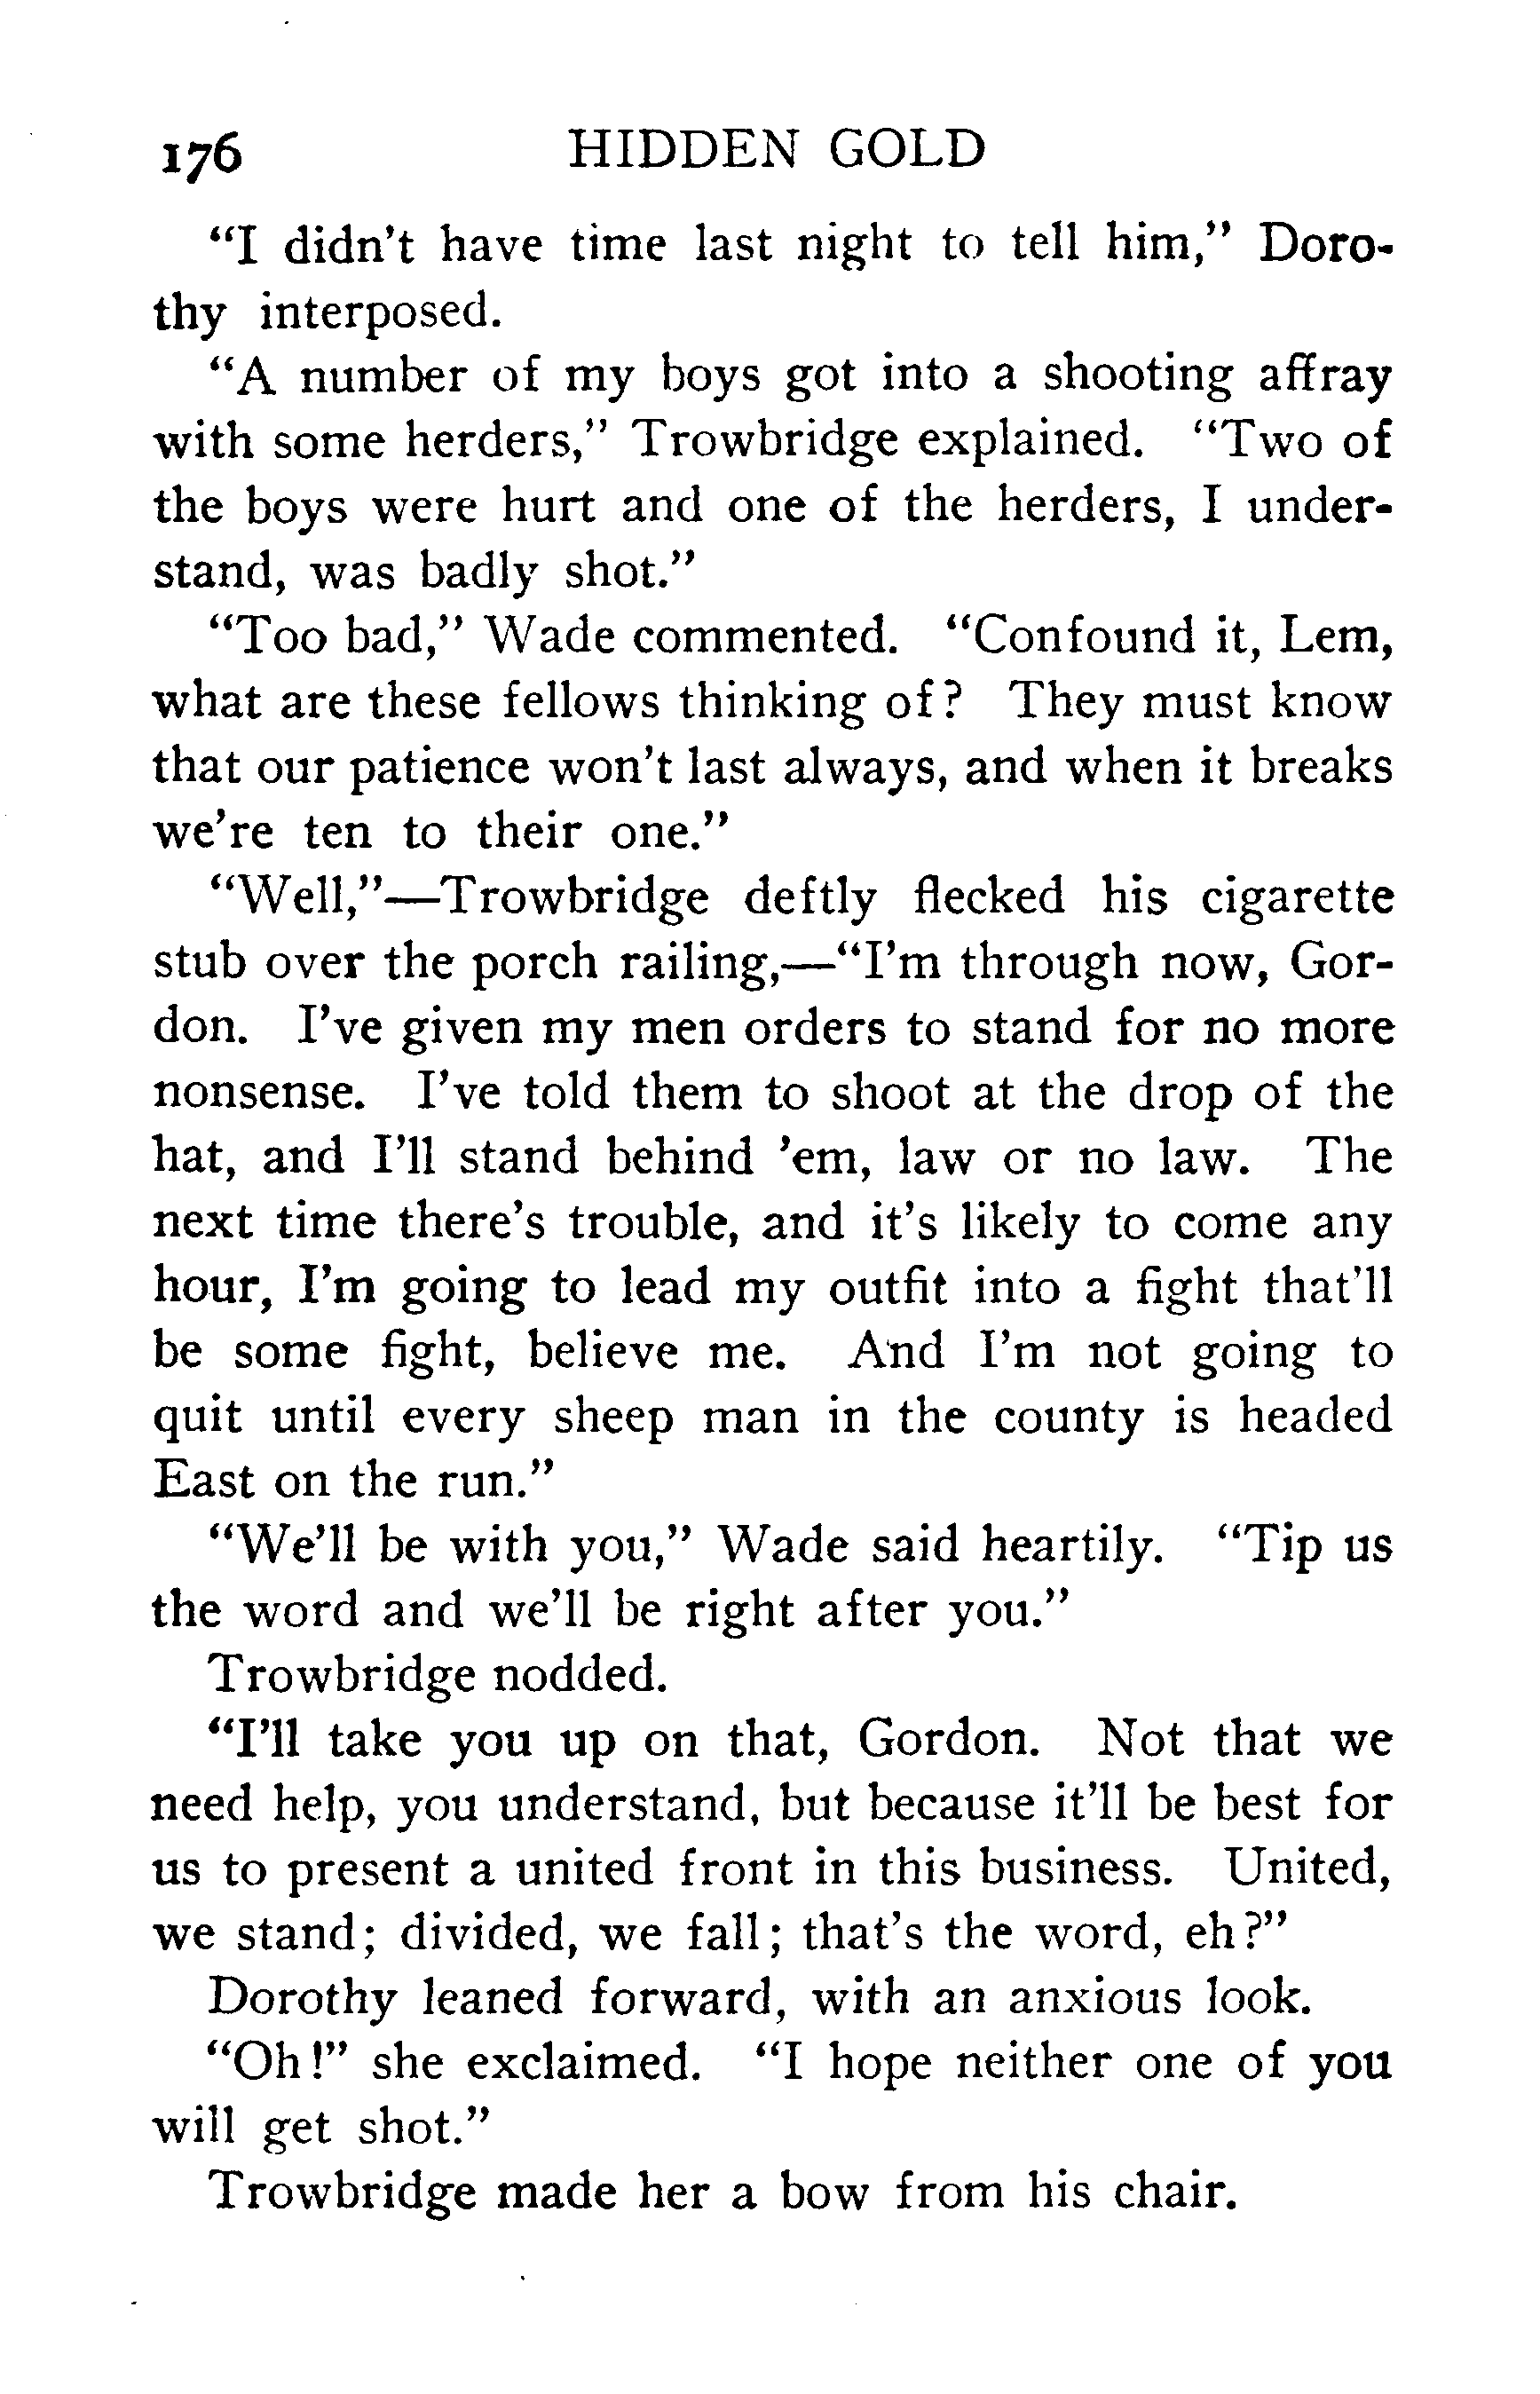 176 HIDDEN GOLD
“I didn’t have time last night to tell him,” Doro-
thy interposed.
“A number of my boys got into a shooting affray
with some herders,” Trowbridge explained. “Two of
the boys were hurt and one of the herders, I under-
stand, was badly shot.”
“Too bad,” Wade commented. “Confound it, Lem,
what are these fellows thinking of? They must know
that our patience won’t last always, and when it breaks
we’re ten to their one.”
“Well,”—Trowbridge deftly flecked his cigarette
stub over the porch railing,—“I’m through now, Gor-
don. I’ve given my men orders to stand for no more
nonsense. I’ve told them to shoot at the drop of the
hat, and I’ll stand behind ’em, law or no law. The
next time there’s trouble, and it’s likely to come any
hour, I’m going to lead my outfit into a fight that’ll
be some fight, believe me. And I’m not going to
quit until every sheep man in the county is headed
East on the run.”
“We’ll be with you,” Wade said heartily. “Tip us
the word and we’ll be right after you.”
Trowbridge nodded.
“I’ll take you up on that, Gordon. Not that we
need help, you understand, but because it’ll be best for
us to present a united front in this business. United,
we stand; divided, we fall; that’s the word, eh?”
Dorothy leaned forward, with an anxious look.
“Oh!” she exclaimed. “I hope neither one of you
will get shot.”
Trowbridge made her a bow from his chair.